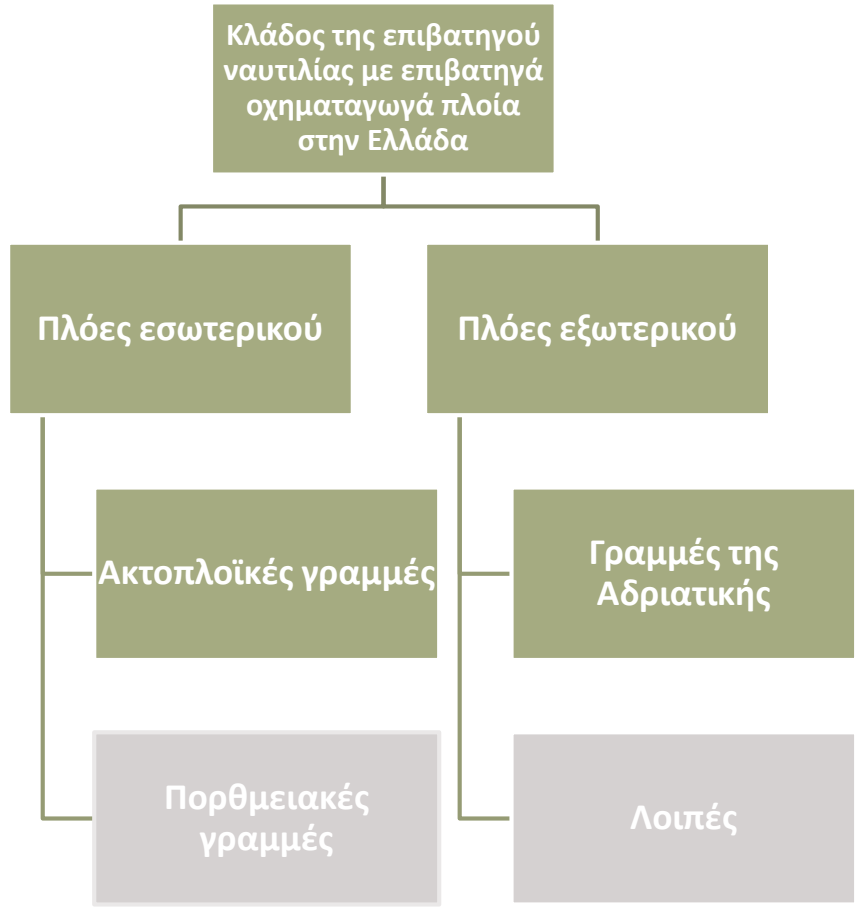 Κλάδος της επιβατηγού
ναυτιλίας με επιβατηγά
οχηματαγωγά πλοία
στην Ελλάδα
Πλόες εσωτερικού
Πλόες εξωτερικού
Ακτοπλοϊκές γραμμές
Γραμμές της
Αδριατικής
Πορθμειακές
γραμμές
Λοιπές